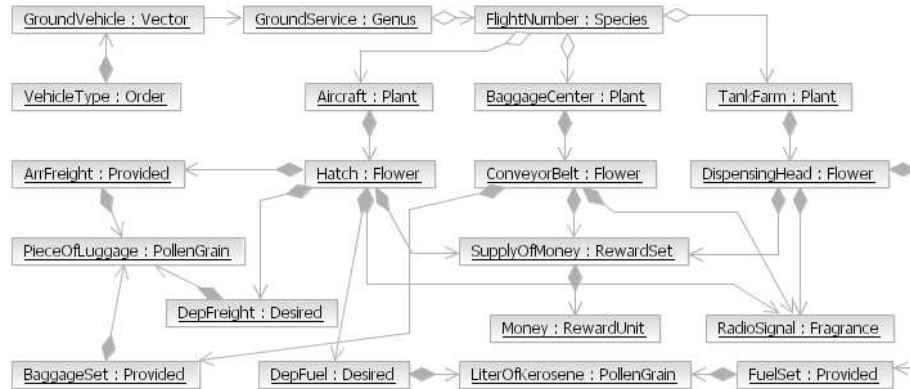 GroundVehicle : Vector
GroundService : Genus
FlightNumber : Species
VehicleType : Order
Aircraft : Plant
BaggageCenter : Plant
TankFarm : Plant
ArrFreight : Provided
Hatch : Flower
ConveyorBelt : Flower
DispensingHead : Flower
PieceOfLuggage : PollenGrain
SupplyOfMoney : RewardSet
DepFreight : Desired
Money : RewardUnit
RadioSignal : Fragrance
BaggageSet : Provided
DepFuel : Desired
LiterOfKerosene : PollenGrain
FuelSet : Provided